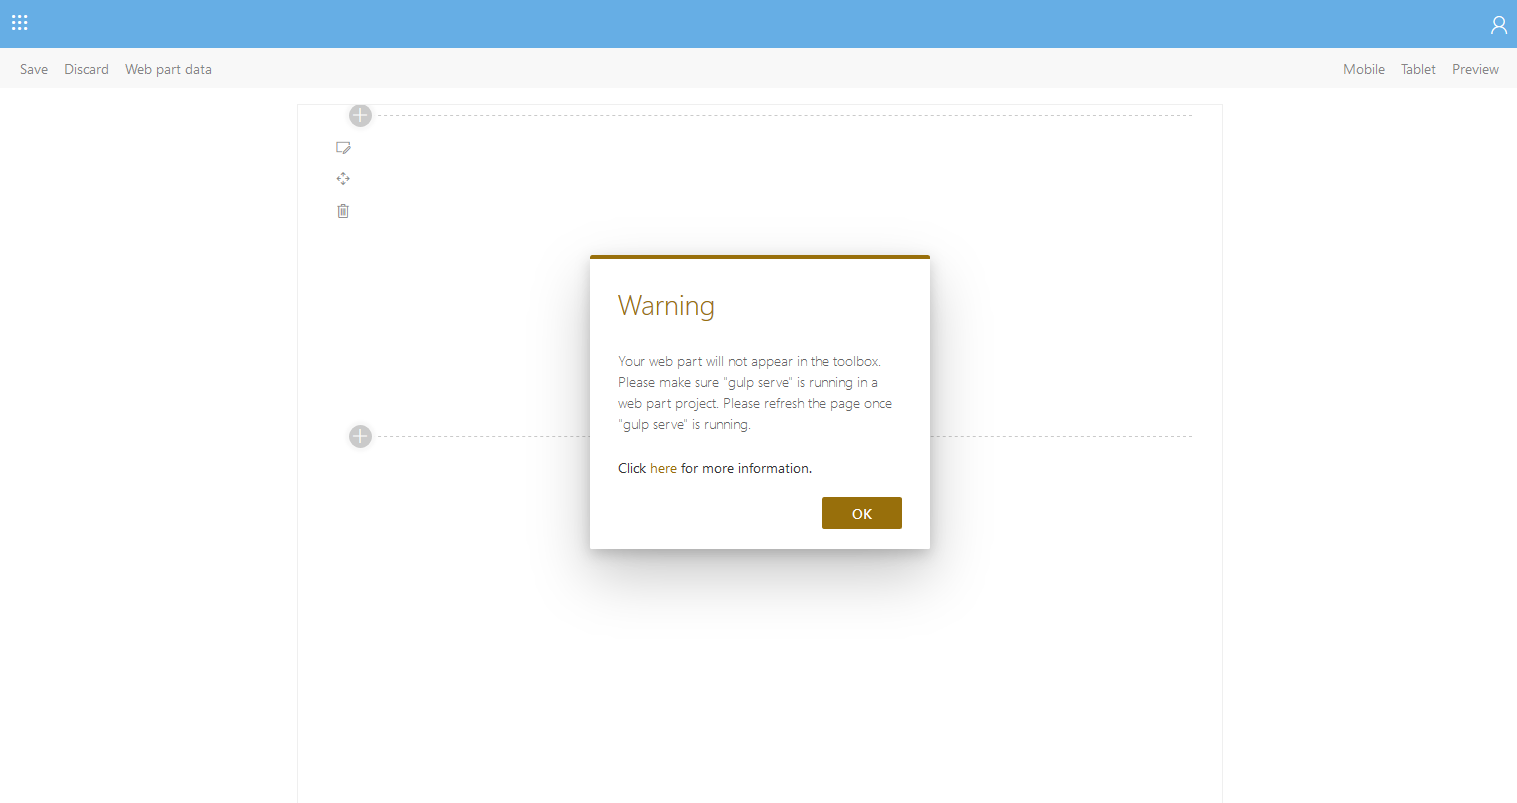 Save Discard Web part data Mobile Tablet Preview
Warning
Your web part will not appear in the toolbox.
Please make sure "gulp serve" is running in a
web part project. Please refresh the page once
"gulp serve" is running.
Click here for more information.
OK